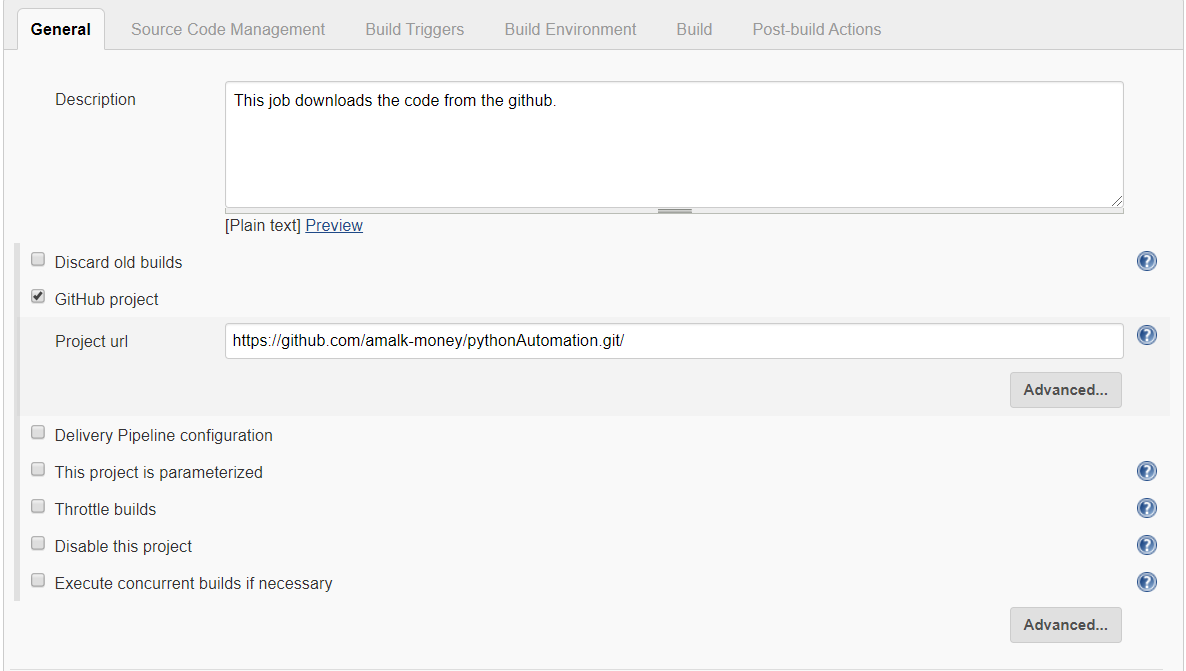 General Source Code Management Build Triggers Build Environment Build Post-build Actions
Description
This job downloads the code from the github.
[Plain text] Preview
Discard old builds
?
GitHub project
Project url
https://github.com/amalk-money/pythonAutomation.git/
?
Advanced...
Delivery Pipeline configuration
This project is parameterized
?
Throttle builds
?
Disable this project
?
Execute concurrent builds if necessary
?
Advanced...